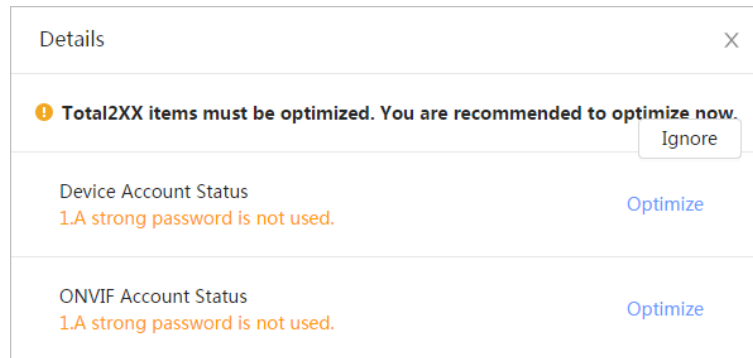 Details
Total2XX items must be optimized. You are recommended to optimize now.
Ignore
Device Account Status
Optimize
1.A strong password is not used.
ONVIF Account Status
Optimize
1.A strong password is not used.